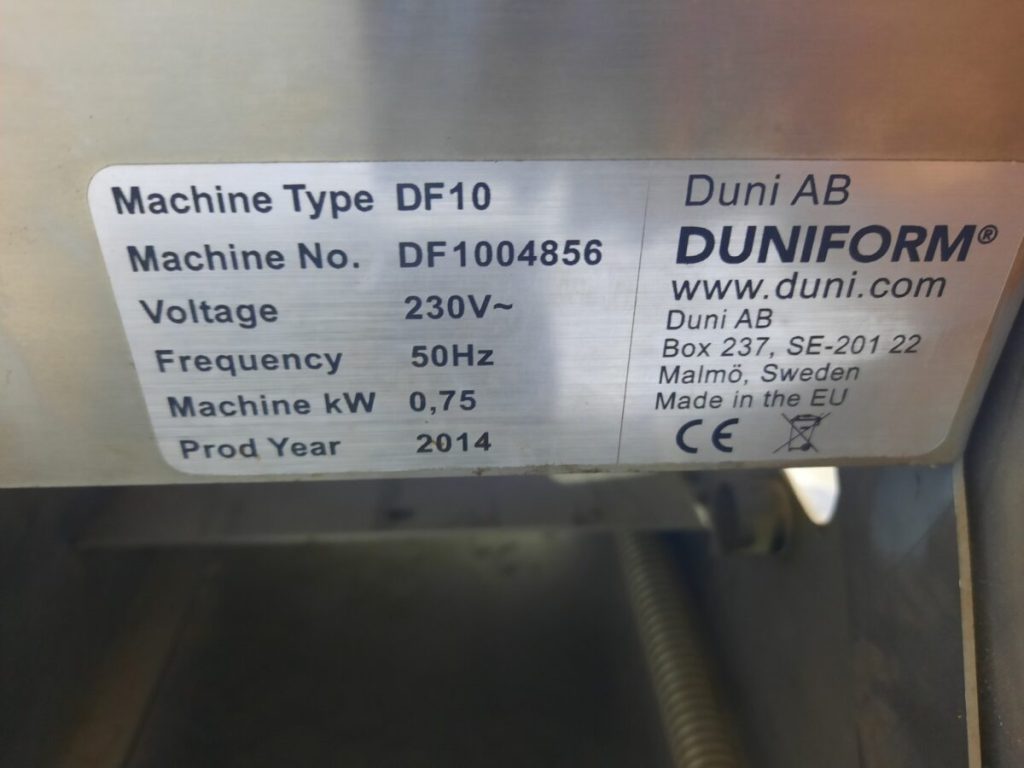 Machine Type DF10
Machine No. DF1004856
Voltage 230V~
Frequency 50Hz
Machine kW 0,75
Prod Year 2014
Duni AB
DUNIFORM®
www.duni.com
Duni AB
Box 237, SE-201 22
Malmö, Sweden
Made in the EU
CE